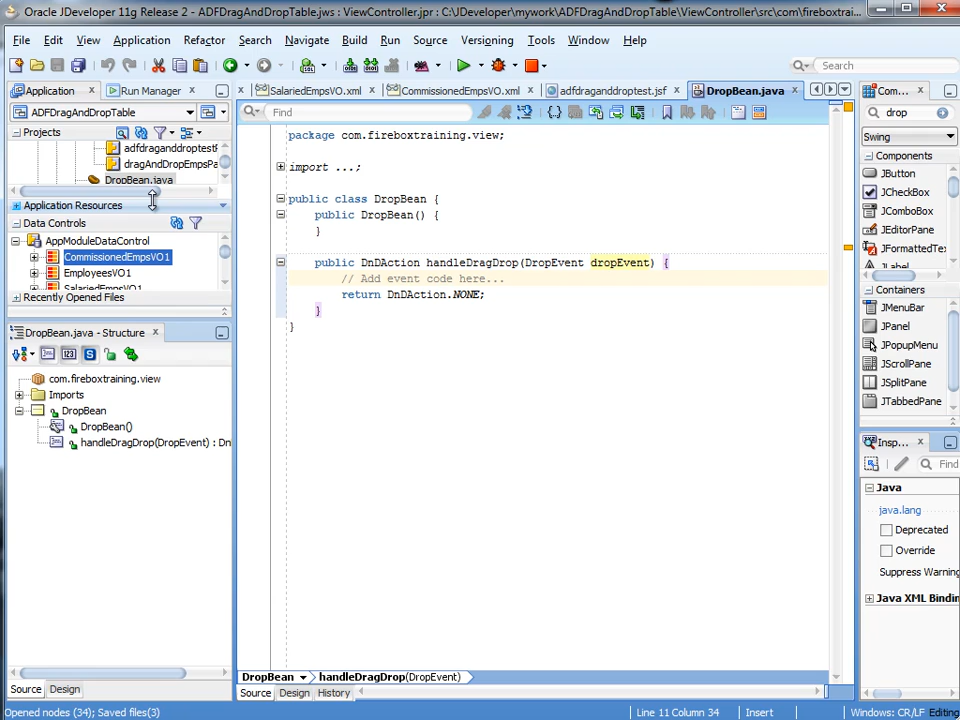 Oracle JDeveloper 11g Release 2 - ADFDragAndDropTable.jws : ViewController.jpr : C:\JDeveloper\mywork\ADFDragAndDropTable\ViewController\src\com\fireboxtrai...
File Edit View Application Refactor Search Navigate Build Run Source Versioning Tools Window Help
Search
Application
Run Manager
SalariedEmpsVO.xml
CommissionedEmpsVO.xml
adfdraganddroptest.jsf
DropBean.java
Com...
ADFDragAndDropTable
Find
drop
Projects
Swing
adfdraganddroptestF
dragAndDropEmpsPa
DropBean.java
Application Resources
Data Controls
AppModuleDataControl
CommissionedEmpsVO1
EmployeesVO1
SalariedEmpsVO1
Recently Opened Files
DropBean.java - Structure
com.fireboxtraining.view
Imports
DropBean
DropBean()
handleDragDrop(DropEvent) : Dn
Source Design
package com.fireboxtraining.view;
import ...;
public class DropBean {
public DropBean() {
}
public DnDAction handleDragDrop(DropEvent dropEvent) {
// Add event code here...
return DnDAction.NONE;
}
}
DropBean
handleDragDrop(DropEvent)
Source Design History
Components
JButton
JCheckBox
JComboBox
JEditorPane
JFormattedTe
JLabel
Containers
JMenuBar
JPanel
JPopupMenu
JScrollPane
JSplitPane
JTabbedPane
Insp...
Find
Java
java.lang
Deprecated
Override
Suppress Warning
Java XML Bindin
Opened nodes (34); Saved files(3)
Line 11 Column 34
Insert
Windows: CR/LF
Editing